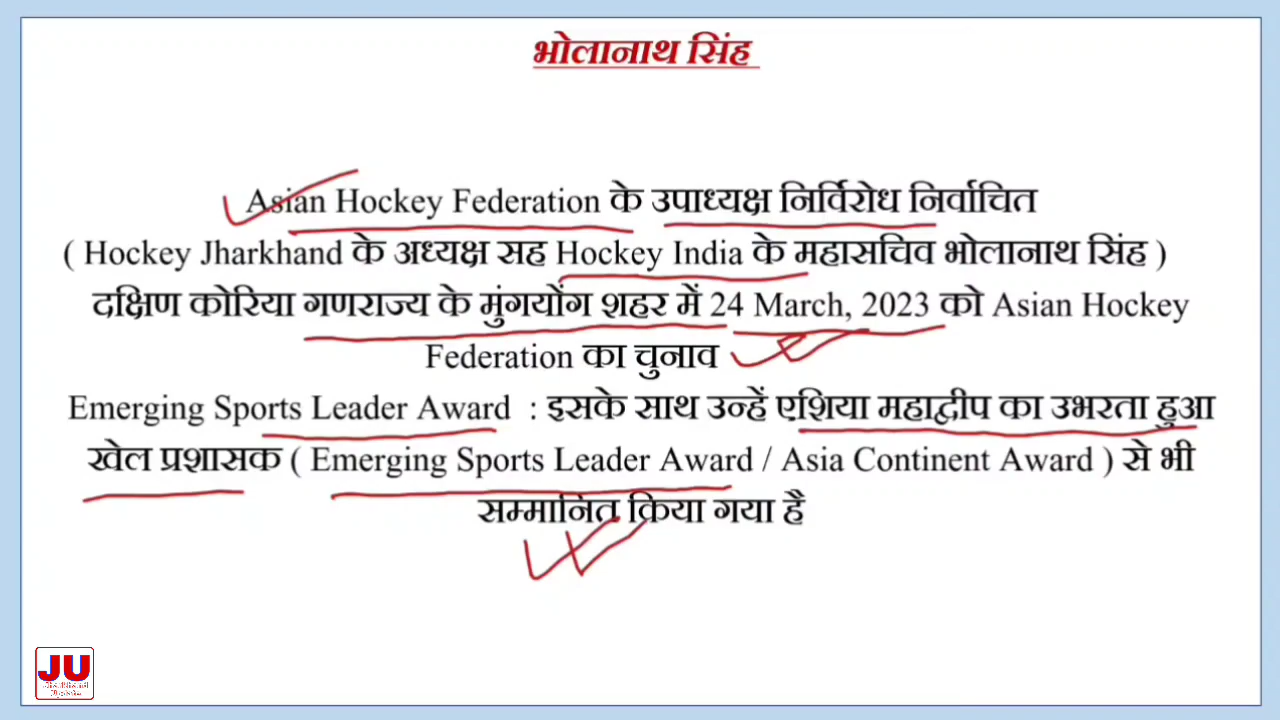 भोलानाथ सिंह
Asian Hockey Federation के उपाध्यक्ष निर्विरोध निर्वाचित
( Hockey Jharkhand के अध्यक्ष सह Hockey India के महासचिव भोलानाथ सिंह )
दक्षिण कोरिया गणराज्य के मुंगयोंग शहर में 24 March, 2023 को Asian Hockey
Federation का चुनाव
Emerging Sports Leader Award : इसके साथ उन्हें एशिया महाद्वीप का उभरता हुआ
खेल प्रशासक ( Emerging Sports Leader Award / Asia Continent Award ) से भी
सम्मानित किया गया है
JU
Jharkhand
Update